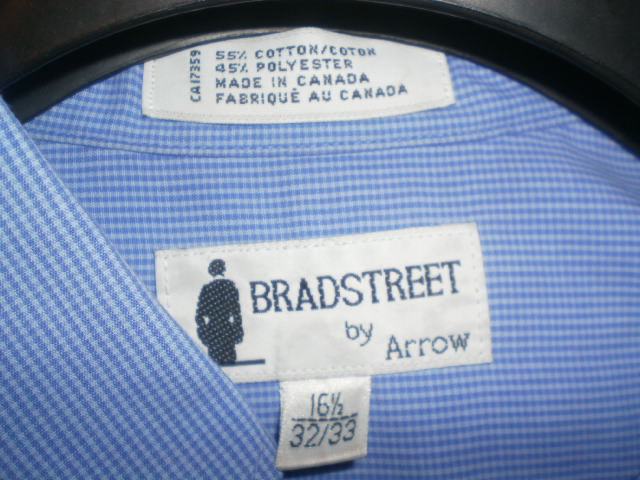 CA17359
55% COTTON/COTON
45% POLYESTER
MADE IN CANADA
FABRIQUÉ AU CANADA
BRADSTREET
by
Arrow
16½
32/33